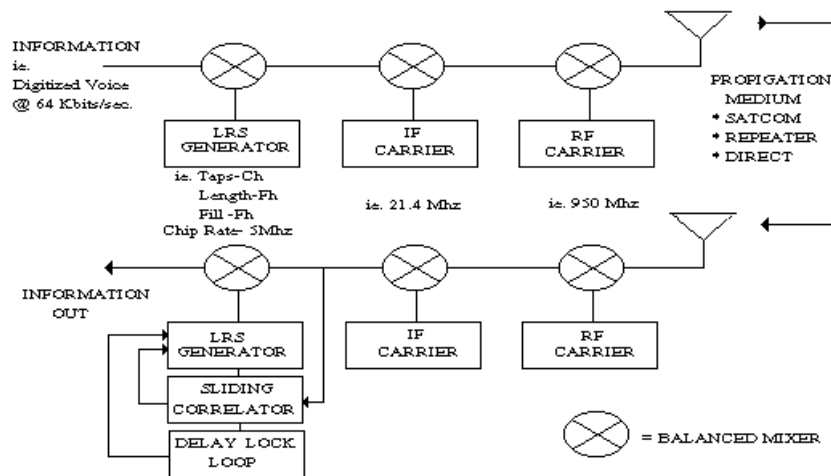 INFORMATION
ie.
Digitized Voice
@ 64 Kbits/sec.
LRS
GENERATOR
IF
CARRIER
RF
CARRIER
PROPIGATION
MEDIUM
* SATCOM
* REPEATER
* DIRECT
ie. Taps-Ch
Length-Fh
Fill -Fh
Chip Rate- 5Mhz
ie. 21.4 Mhz
ie. 950 Mhz
INFORMATION
OUT
LRS
GENERATOR
IF
CARRIER
RF
CARRIER
SLIDING
CORRELATOR
DELAY LOCK
LOOP
= BALANCED MIXER